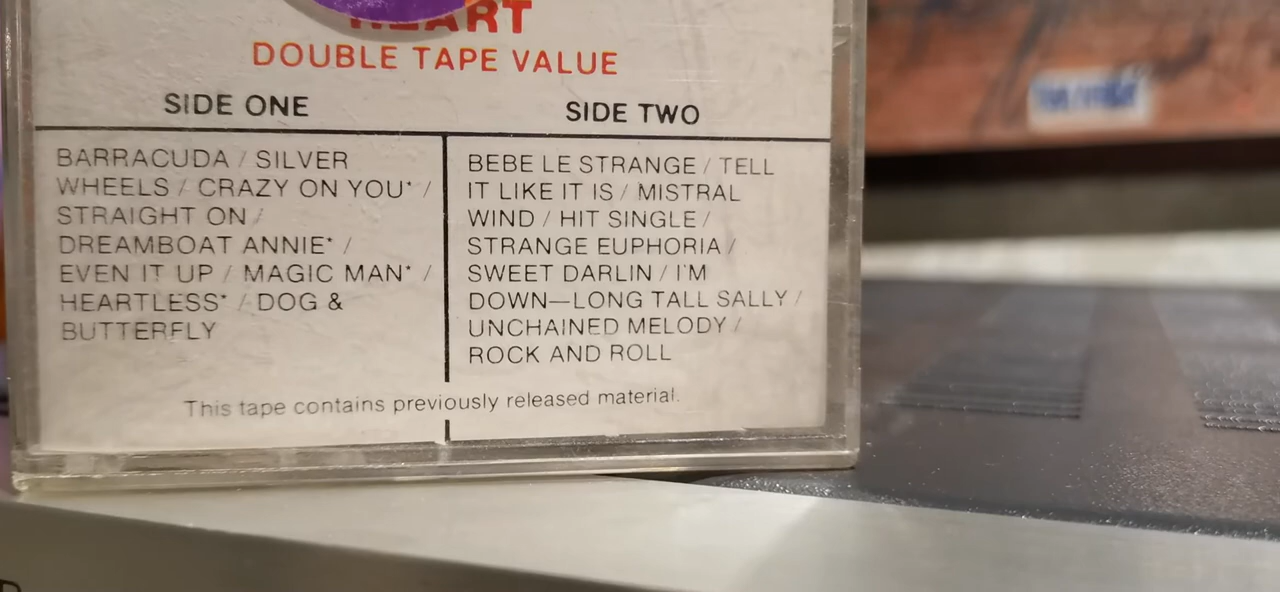 HEART
DOUBLE TAPE VALUE
SIDE ONE
BARRACUDA / SILVER
WHEELS / CRAZY ON YOU* /
STRAIGHT ON /
DREAMBOAT ANNIE* /
EVEN IT UP / MAGIC MAN* /
HEARTLESS* / DOG &
BUTTERFLY
SIDE TWO
BEBE LE STRANGE / TELL
IT LIKE IT IS / MISTRAL
WIND / HIT SINGLE /
STRANGE EUPHORIA /
SWEET DARLIN / I'M
DOWN—LONG TALL SALLY /
UNCHAINED MELODY /
ROCK AND ROLL
This tape contains previously released material.